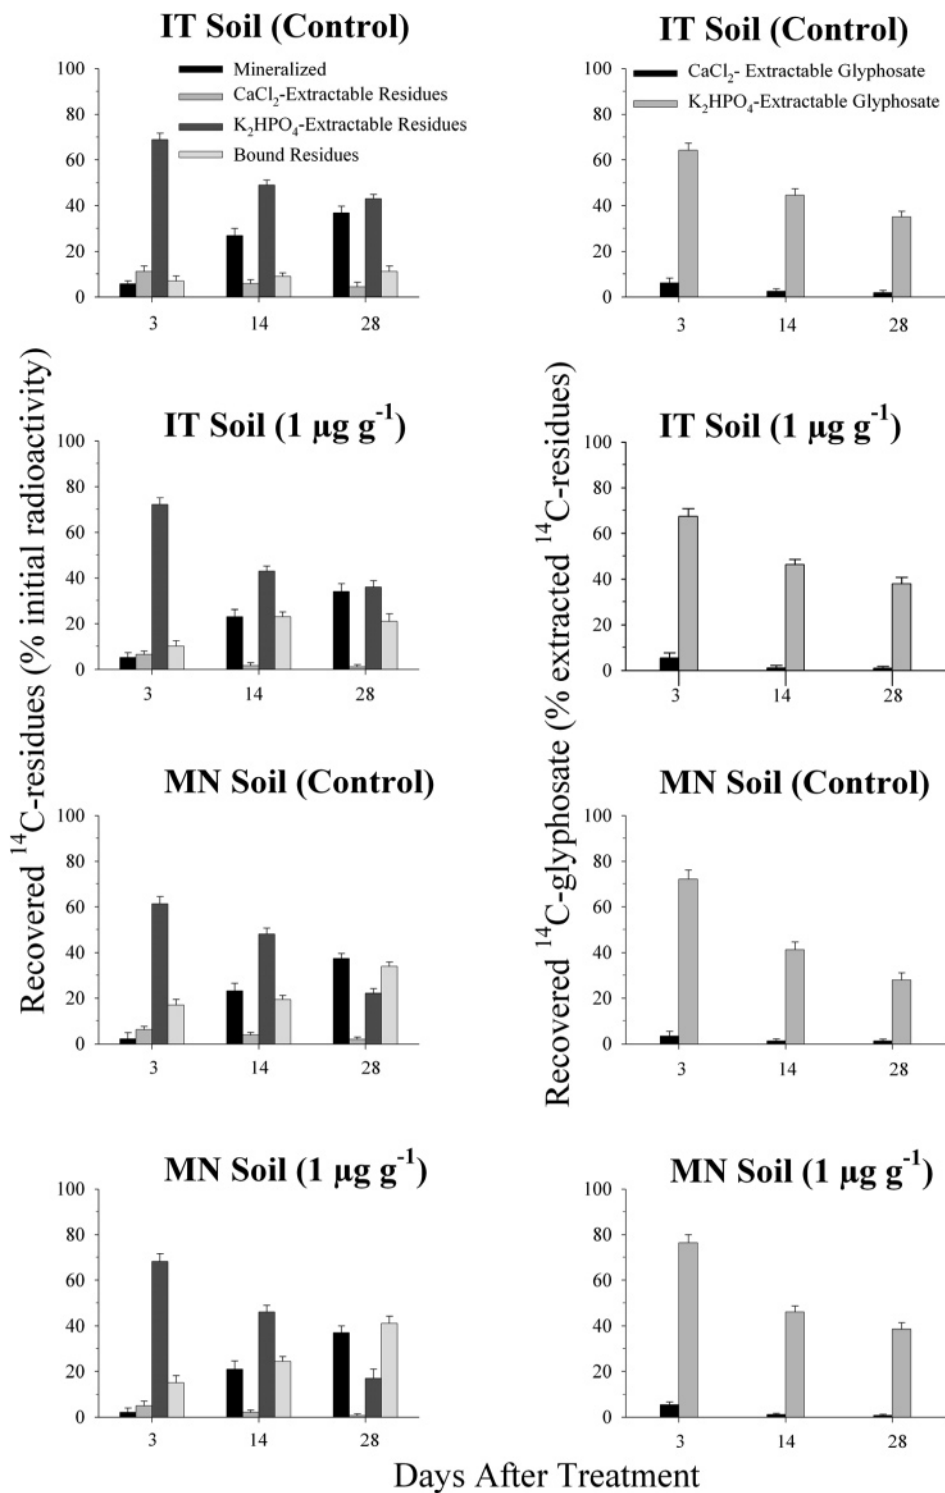 IT Soil (Control)
100
80
60
40
20
0
Mineralized
CaCl₂-Extractable Residues
K₂HPO₄-Extractable Residues
Bound Residues
3 14 28
IT Soil (Control)
100
80
60
40
20
0
CaCl₂- Extractable Glyphosate
K₂HPO₄-Extractable Glyphosate
3 14 28
Recovered ¹⁴C-residues (% initial radioactivity)
Recovered ¹⁴C-glyphosate (% extracted ¹⁴C-residues)
IT Soil (1 µg g⁻¹)
100
80
60
40
20
0
3 14 28
IT Soil (1 µg g⁻¹)
100
80
60
40
20
0
3 14 28
MN Soil (Control)
100
80
60
40
20
0
3 14 28
MN Soil (Control)
100
80
60
40
20
0
3 14 28
MN Soil (1 µg g⁻¹)
100
80
60
40
20
0
3 14 28
MN Soil (1 µg g⁻¹)
100
80
60
40
20
0
3 14 28
Days After Treatment